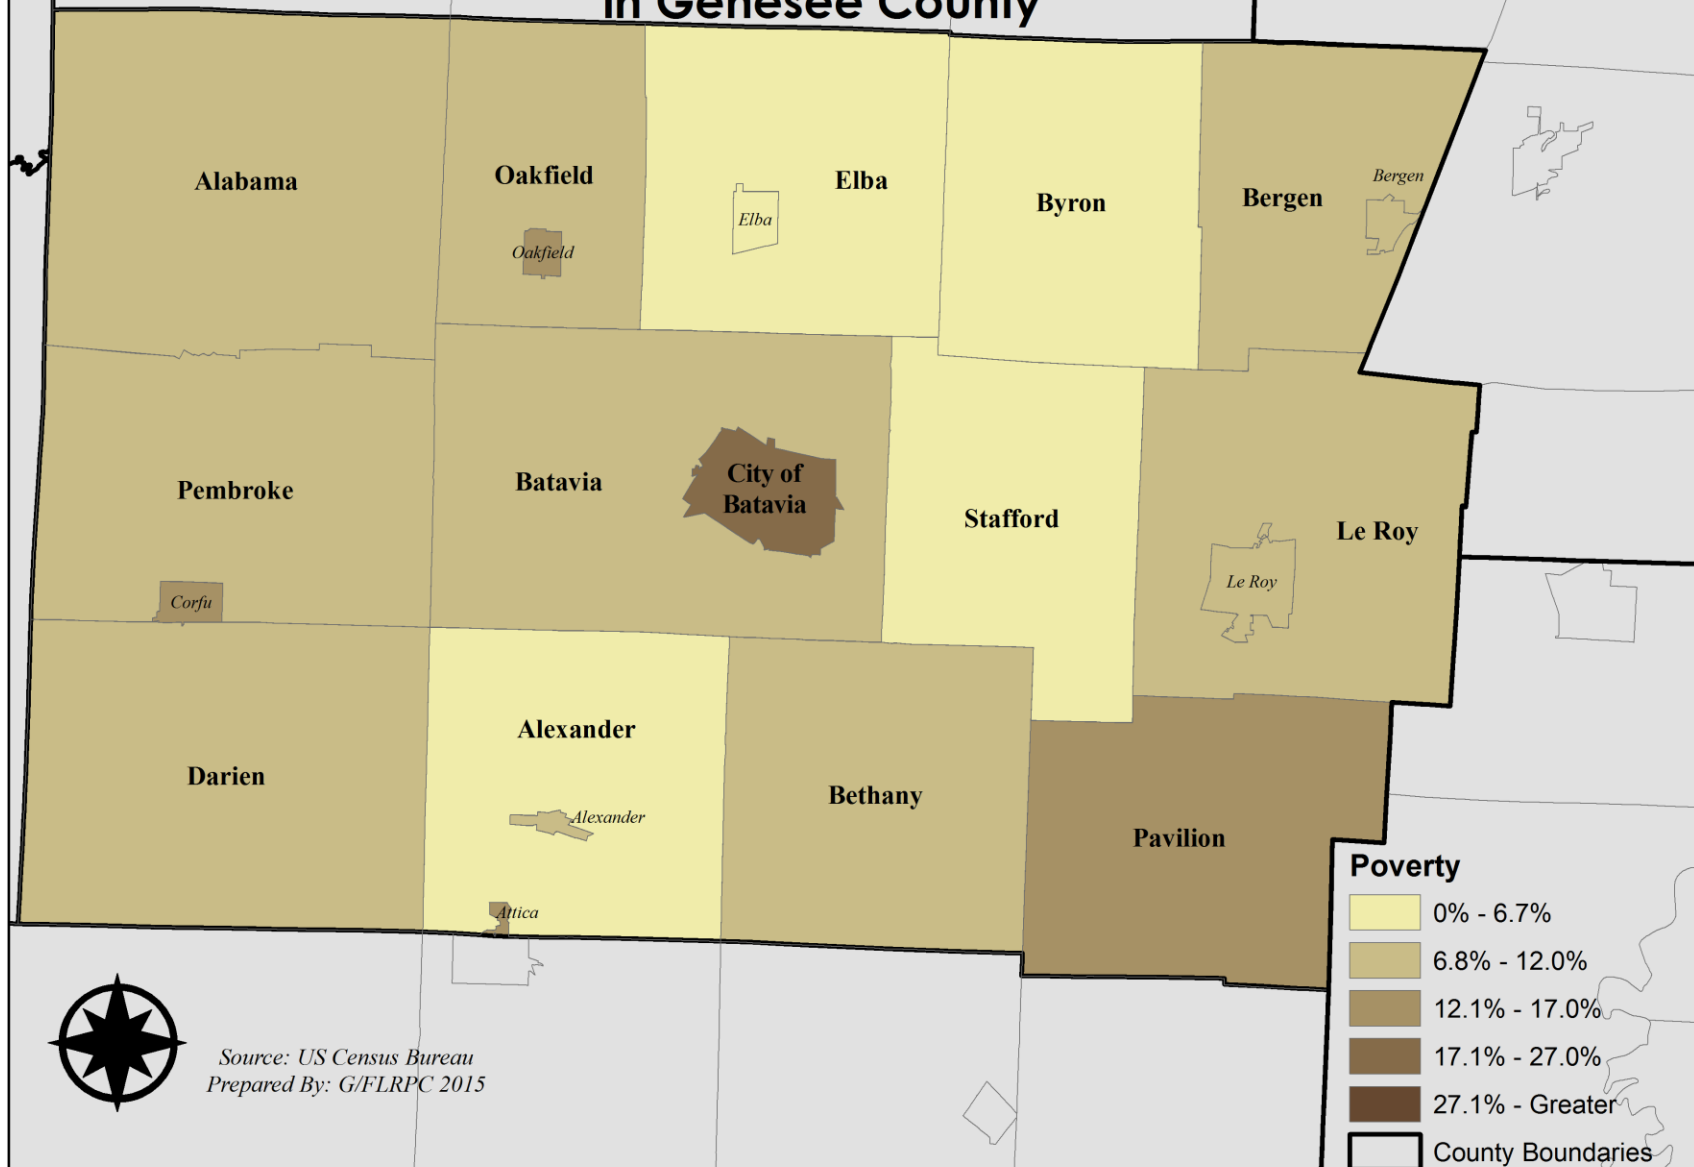 in Genesee County
Alabama
Oakfield
Oakfield
Elba
Elba
Byron
Bergen
Bergen
Pembroke
Corfu
Batavia
City of
Batavia
Stafford
Le Roy
Le Roy
Darien
Alexander
Alexander
Attica
Bethany
Pavilion
Poverty
0% - 6.7%
6.8% - 12.0%
12.1% - 17.0%
17.1% - 27.0%
27.1% - Greater
County Boundaries
Source: US Census Bureau
Prepared By: G/FLRPC 2015